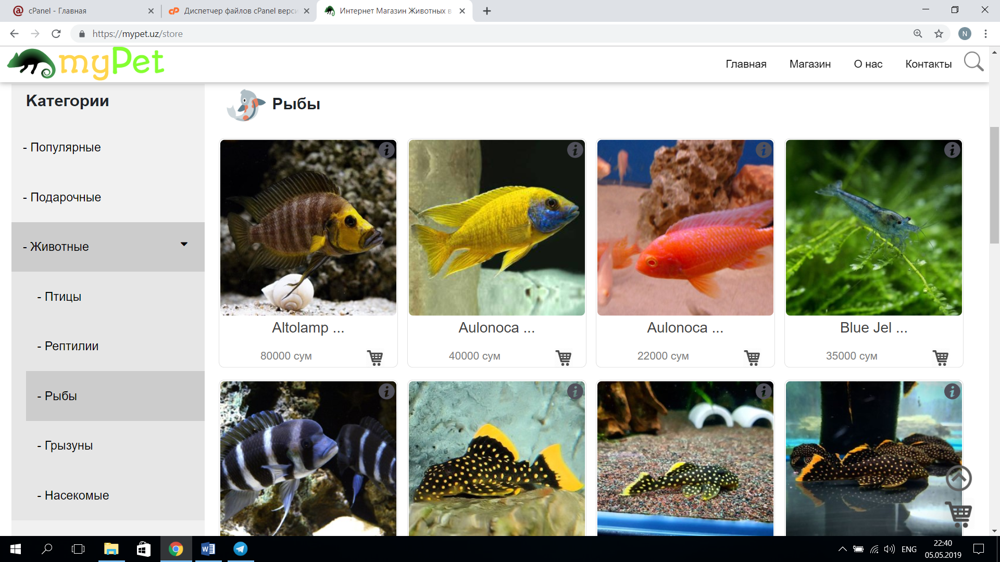 cPanel - Главная
Диспетчер файлов cPanel верси
Интернет Магазин Животных в
https://mypet.uz/store
N
myPet
Главная
Магазин
О нас
Контакты
Категории
- Популярные
- Подарочные
- Животные
- Птицы
- Рептилии
- Рыбы
- Грызуны
- Насекомые
Рыбы
Altolamp ...
80000 сум
Aulonoca ...
40000 сум
Aulonoca ...
22000 сум
Blue Jel ...
35000 сум
ENG
22:40
05.05.2019